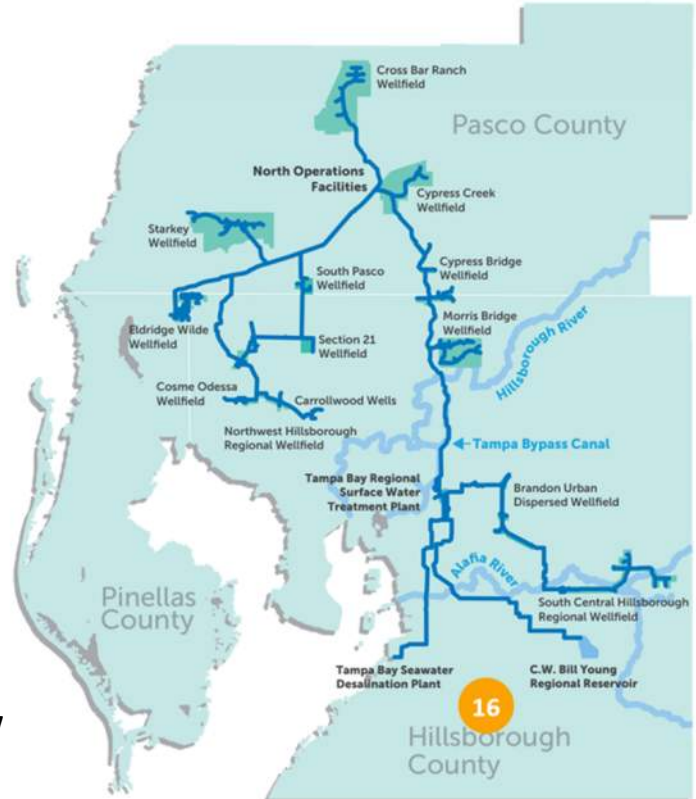 Cross Bar Ranch
Wellfield
Pasco County
North Operations
Facilities
Cypress Creek
Wellfield
Starkey
Wellfield
Cypress Bridge
Wellfield
South Pasco
Wellfield
Morris Bridge
Wellfield
Hillsborough River
Eldridge Wilde
Wellfield
Section 21
Wellfield
Cosme Odessa
Wellfield
Carrollwood Wells
Northwest Hillsborough
Regional Wellfield
Tampa Bypass Canal
Tampa Bay Regional
Surface Water
Treatment Plant
Brandon Urban
Dispersed Wellfield
Alafia River
Pinellas
County
South Central Hillsborough
Regional Wellfield
Tampa Bay Seawater
Desalination Plant
C.W. Bill Young
Regional Reservoir
16
Hillsborough
County